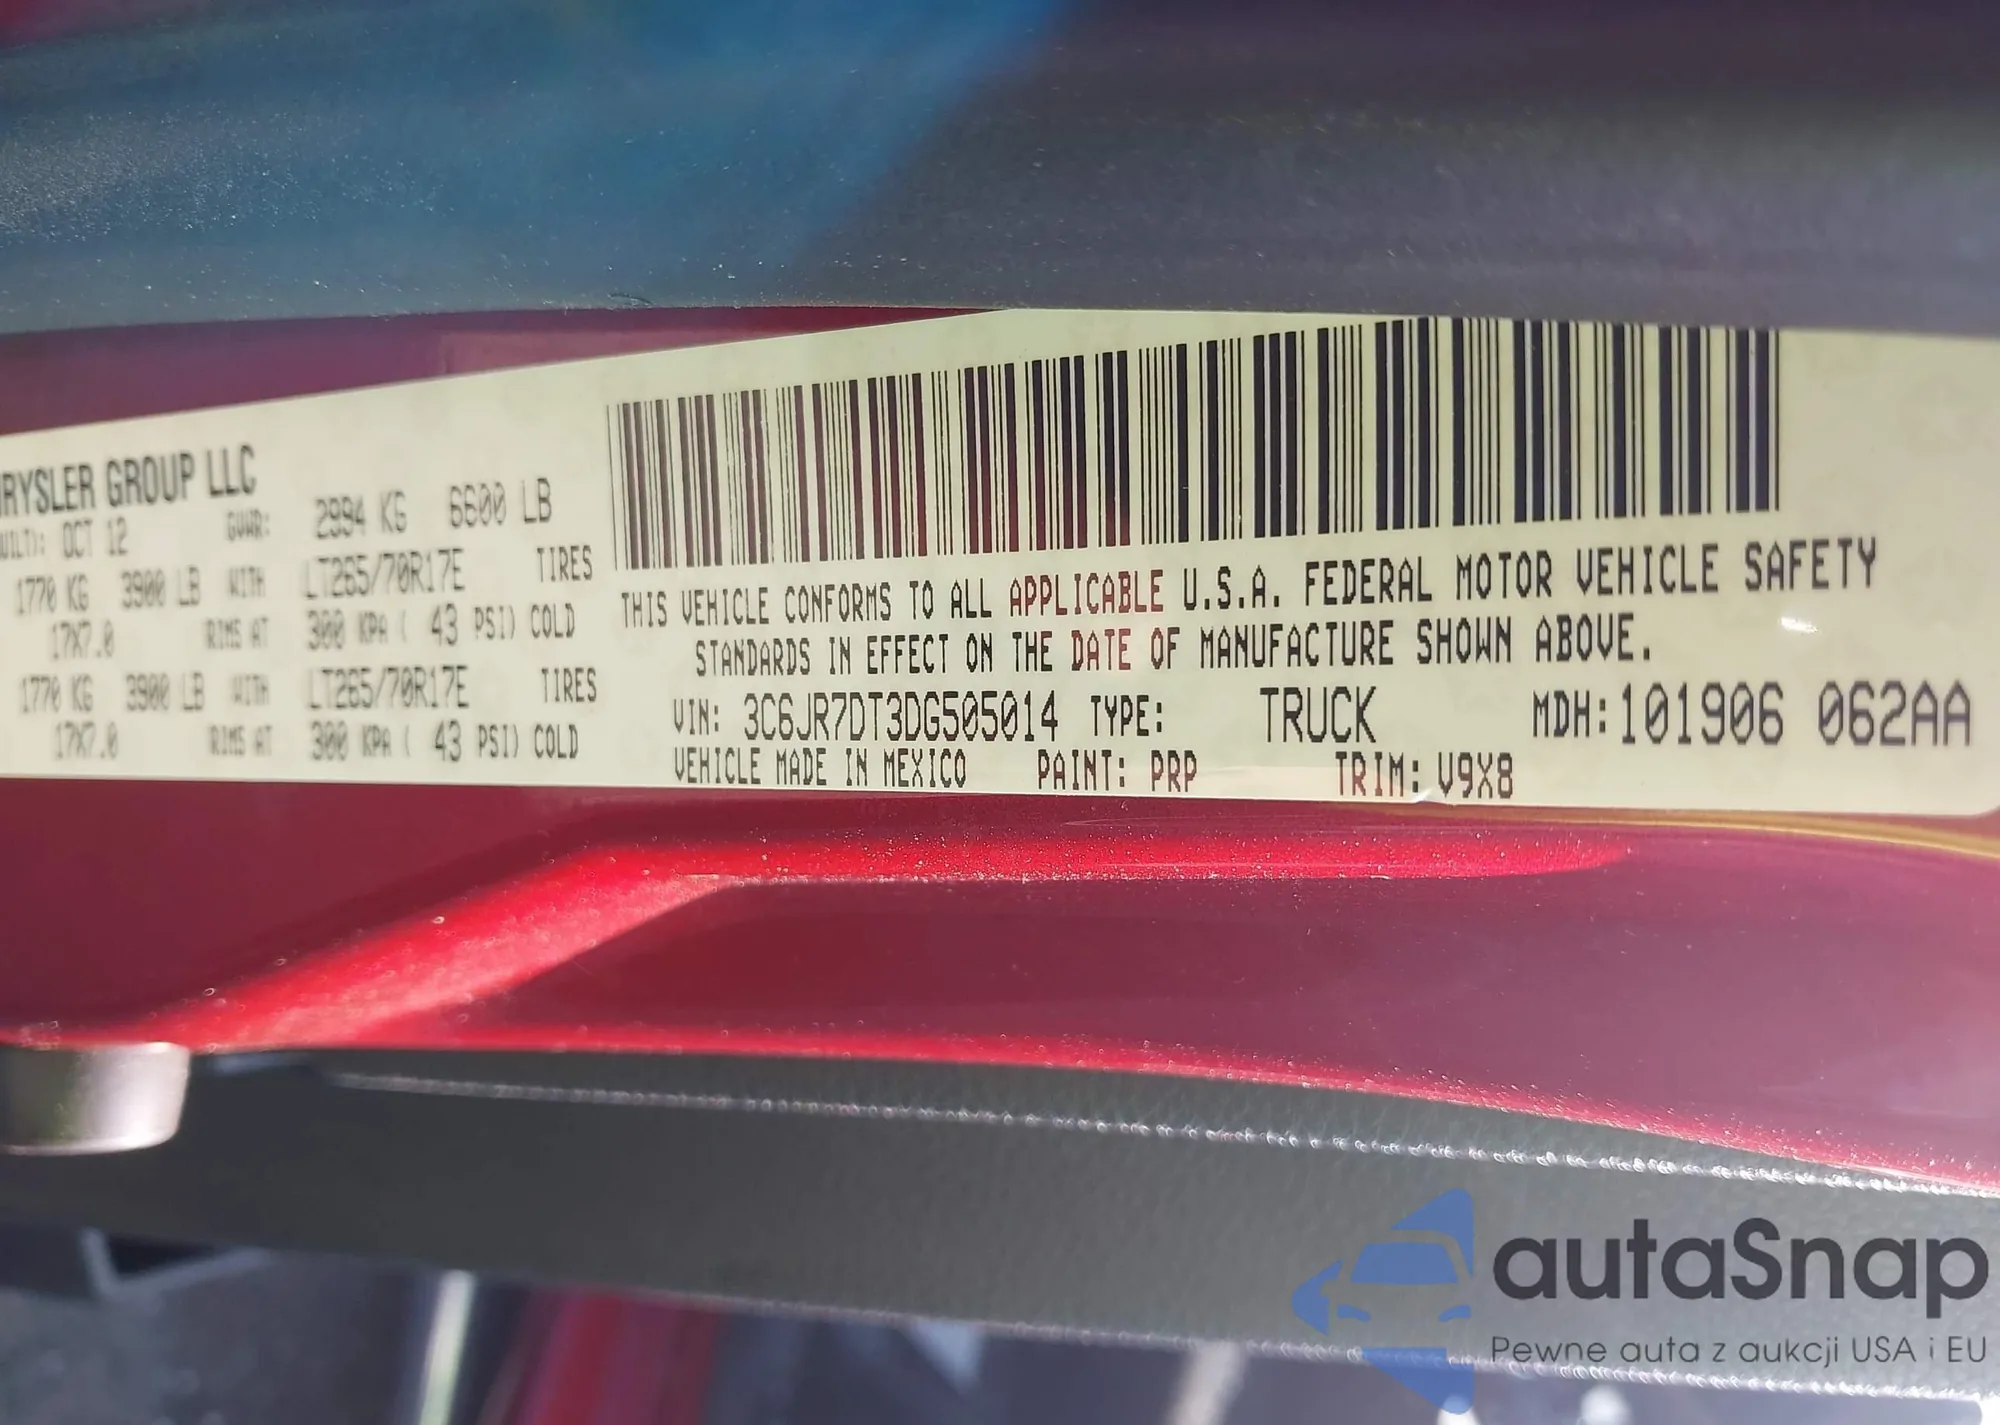 RYSLER GROUP LLC
OCT 12 GVWR: 2994 KG 6600 LB
1770 KG 3900 LB WITH LT265/70R17E TIRES
17X7.0 RIMS AT 300 KPA ( 43 PSI) COLD
1770 KG 3900 LB WITH LT265/70R17E TIRES
17X7.0 RIMS AT 300 KPA ( 43 PSI) COLD
THIS VEHICLE CONFORMS TO ALL APPLICABLE U.S.A. FEDERAL MOTOR VEHICLE SAFETY
STANDARDS IN EFFECT ON THE DATE OF MANUFACTURE SHOWN ABOVE.
VIN: 3C6JR7DT3DG505014 TYPE: TRUCK MDH: 101906 062AA
VEHICLE MADE IN MEXICO PAINT: PRP TRIM: V9X8
autaSnap
Pewne auta z aukcji USA i EU